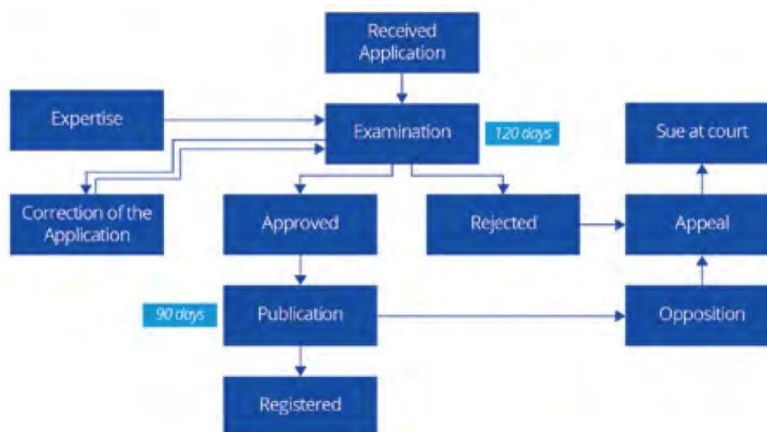 Received
Application
Expertise
Examination
120 days
Sue at court
Correction of the
Application
Approved
Rejected
Appeal
90 days
Publication
Opposition
Registered